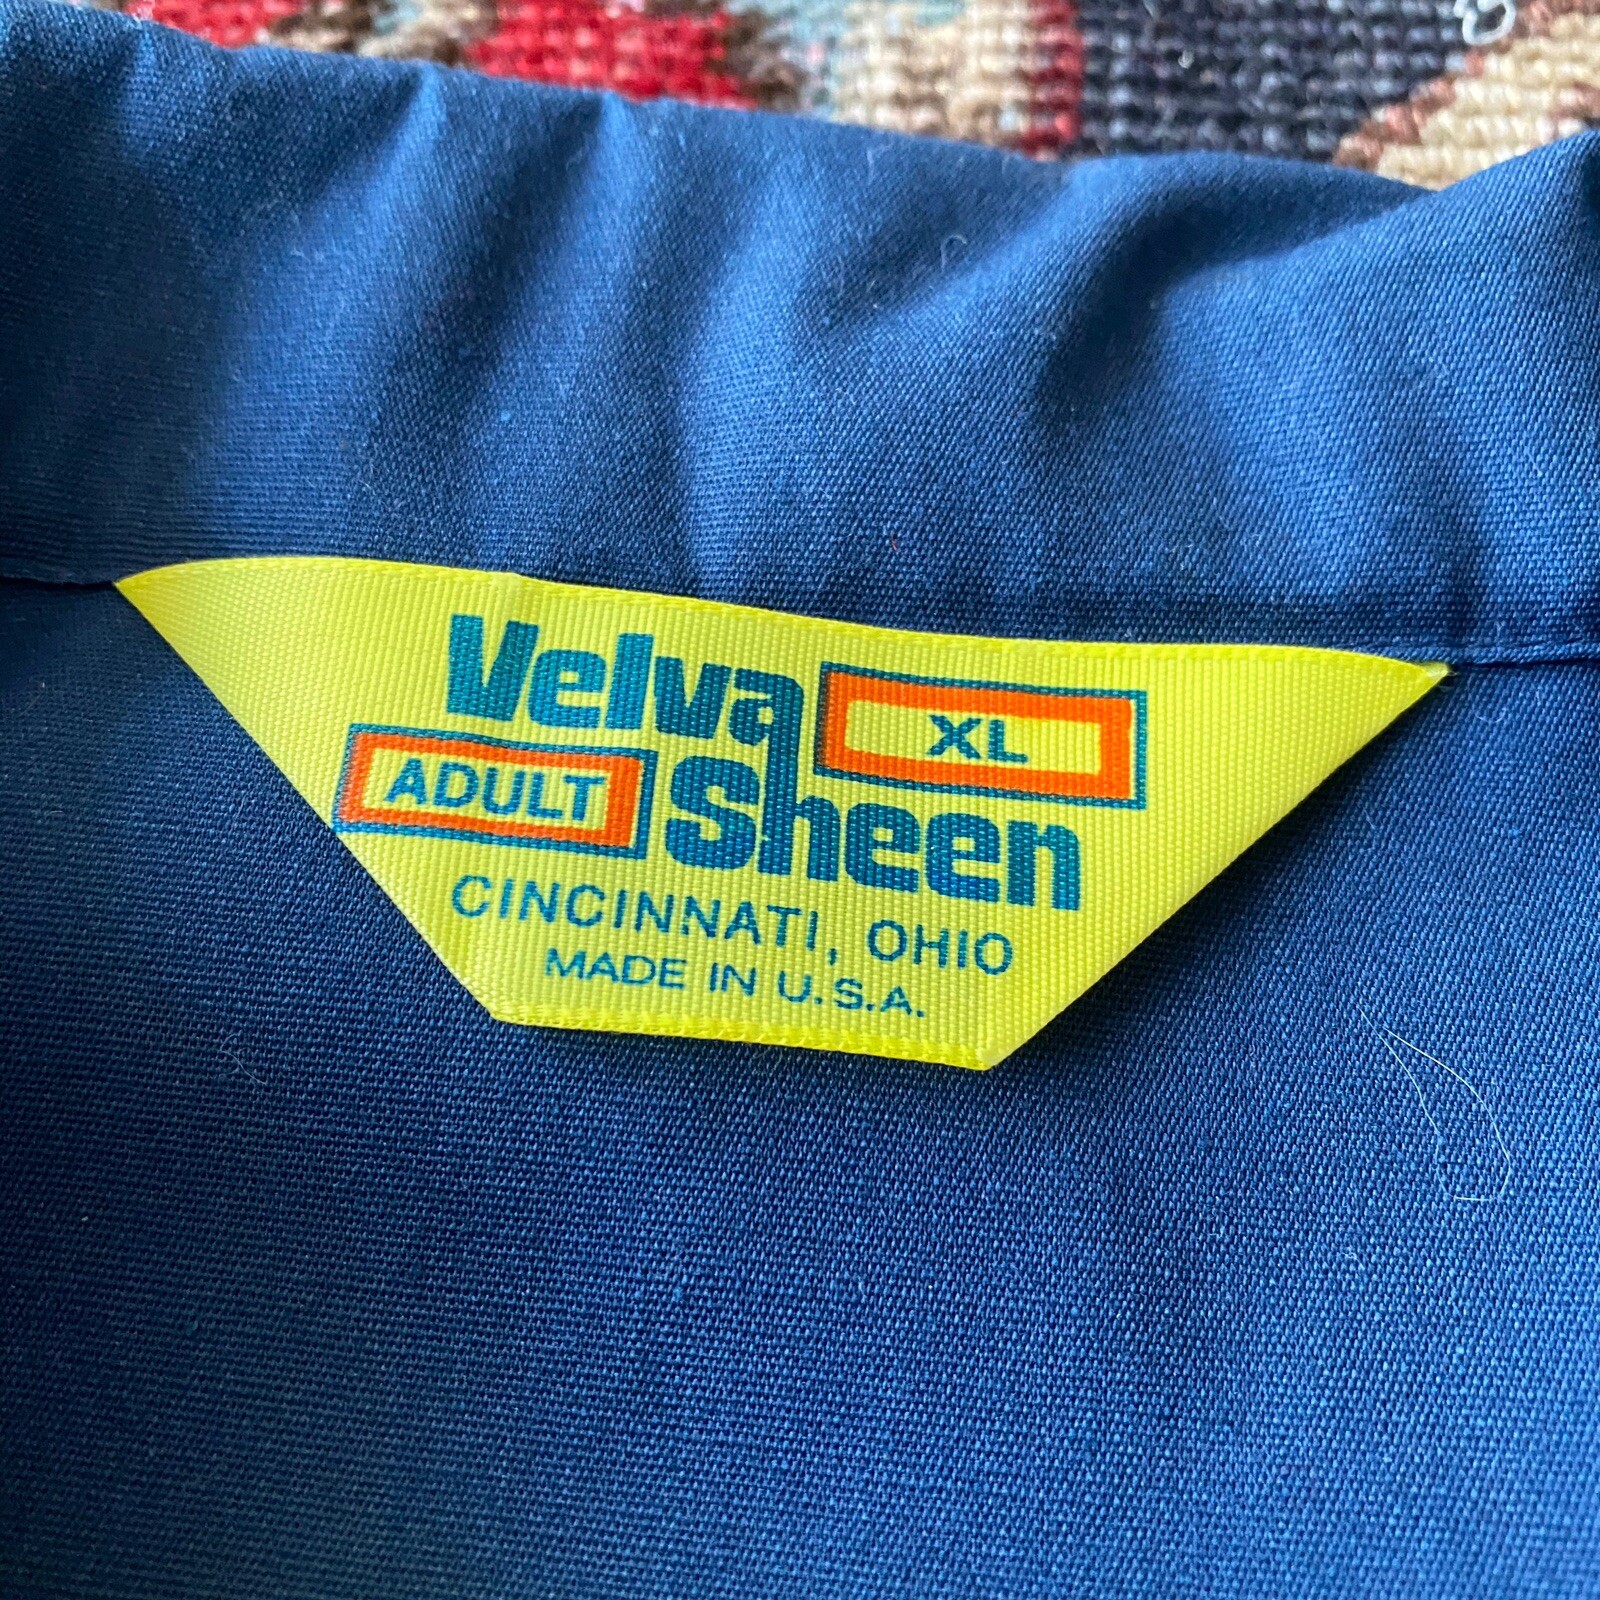 Velva
XL
ADULT
Sheen
CINCINNATI, OHIO
MADE IN U.S.A.